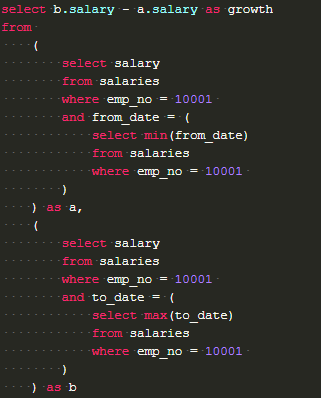 select b.salary - a.salary as growth
from
    (
        select salary
        from salaries
        where emp_no = 10001
        and from_date = (
            select min(from_date)
            from salaries
            where emp_no = 10001
        )
    ) as a,
    (
        select salary
        from salaries
        where emp_no = 10001
        and to_date = (
            select max(to_date)
            from salaries
            where emp_no = 10001
        )
    ) as b